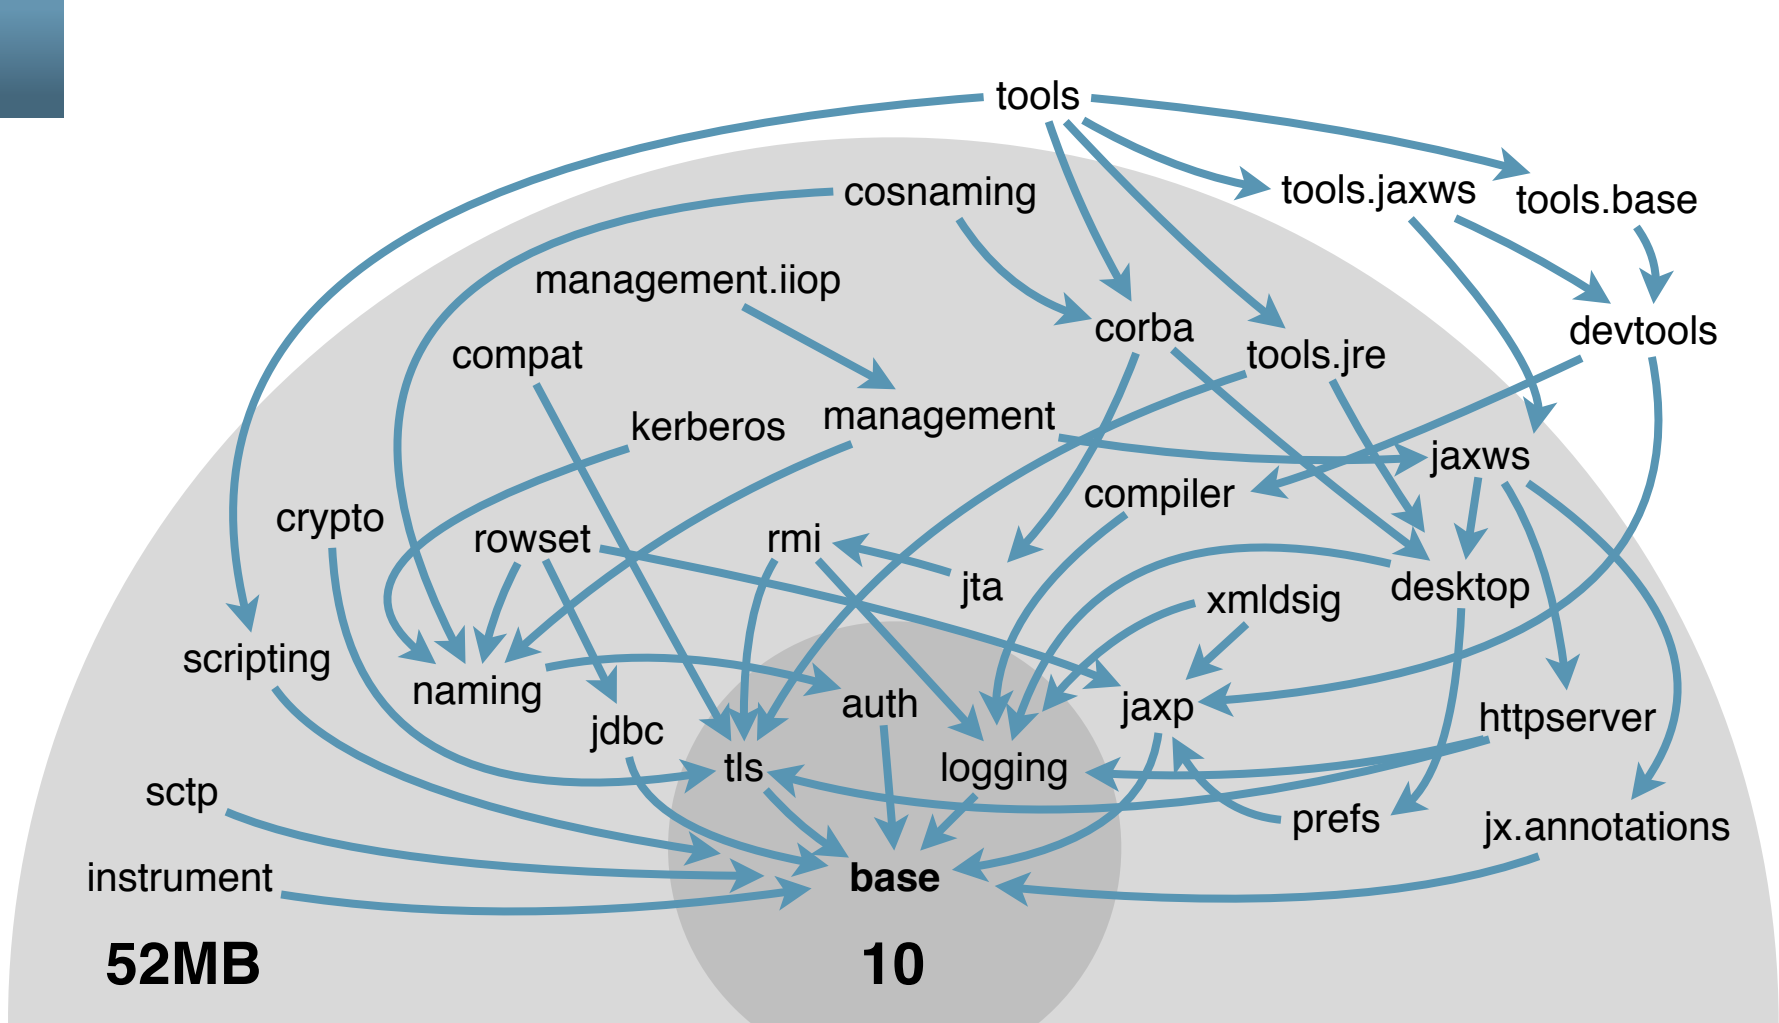 tools
cosnaming
tools.jaxws
tools.base
management.iiop
corba
devtools
compat
tools.jre
kerberos
management
jaxws
compiler
crypto
rowset
rmi
jta
xmldsig
desktop
scripting
naming
auth
jaxp
httpserver
jdbc
tls
logging
sctp
prefs
jx.annotations
instrument
base
52MB
10